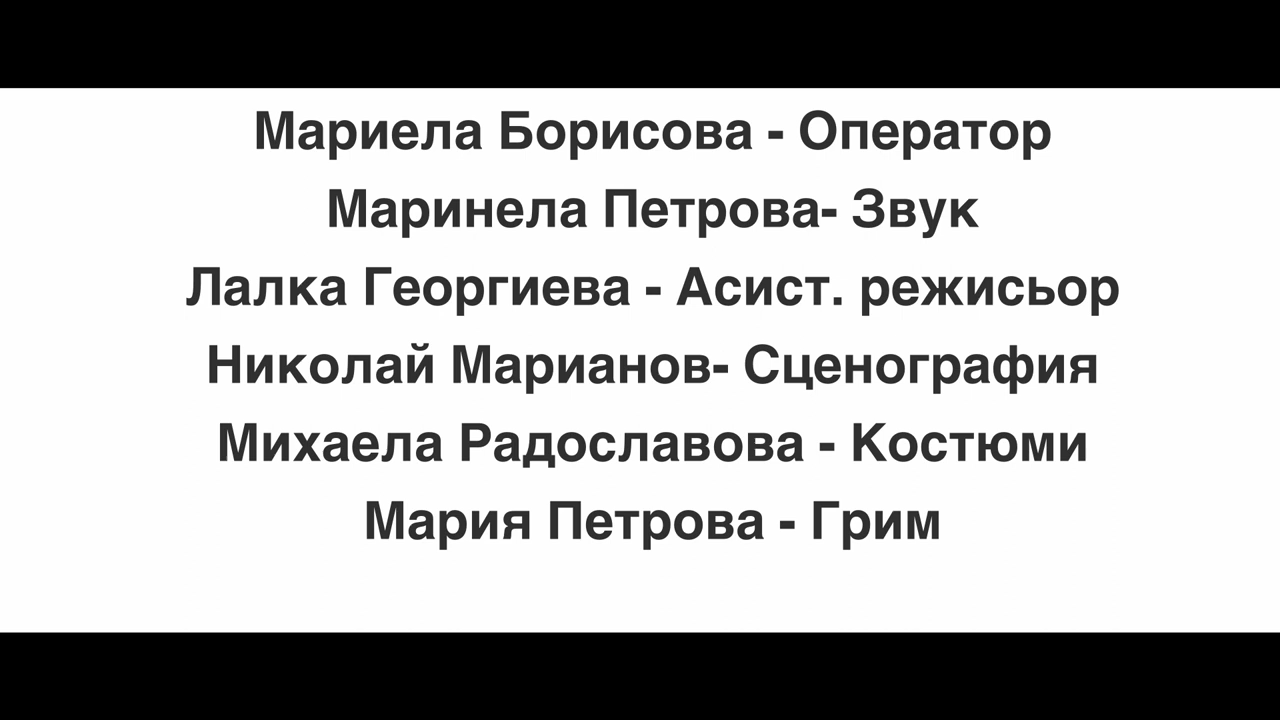 Мариела Борисова - Оператор
Маринела Петрова- Звук
Лалка Георгиева - Асист. режисьор
Николай Марианов- Сценография
Михаела Радославова - Костюми
Мария Петрова - Грим